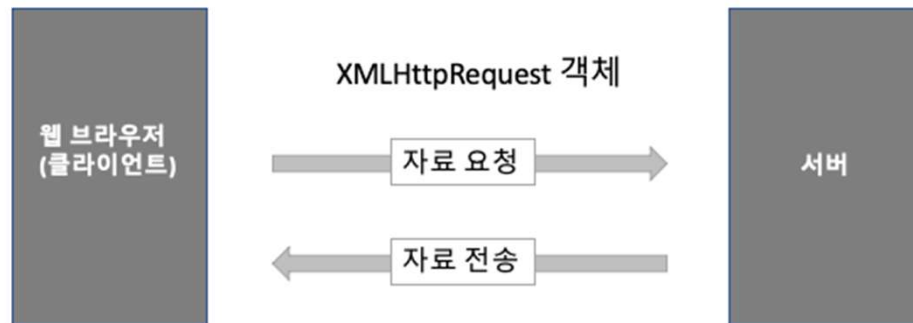 XMLHttpRequest 객체
웹 브라우저
(클라이언트)
자료 요청
서버
자료 전송